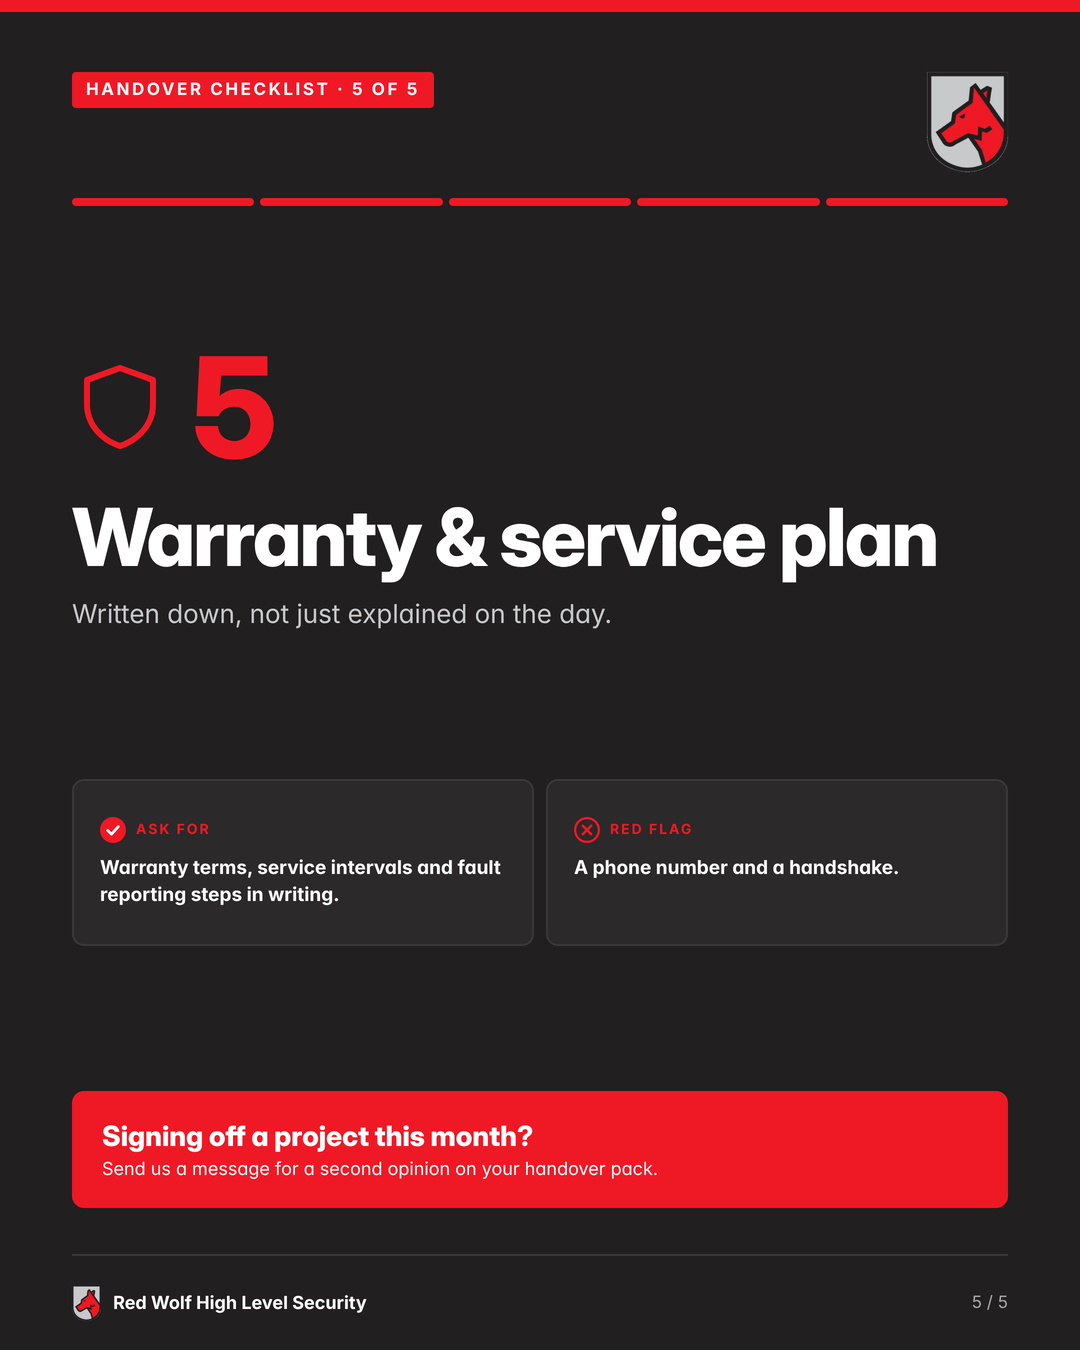 HANDOVER CHECKLIST · 5 OF 5
5
Warranty & service plan
Written down, not just explained on the day.
ASK FOR
Warranty terms, service intervals and fault
reporting steps in writing.
RED FLAG
A phone number and a handshake.
Signing off a project this month?
Send us a message for a second opinion on your handover pack.
Red Wolf High Level Security
5 / 5